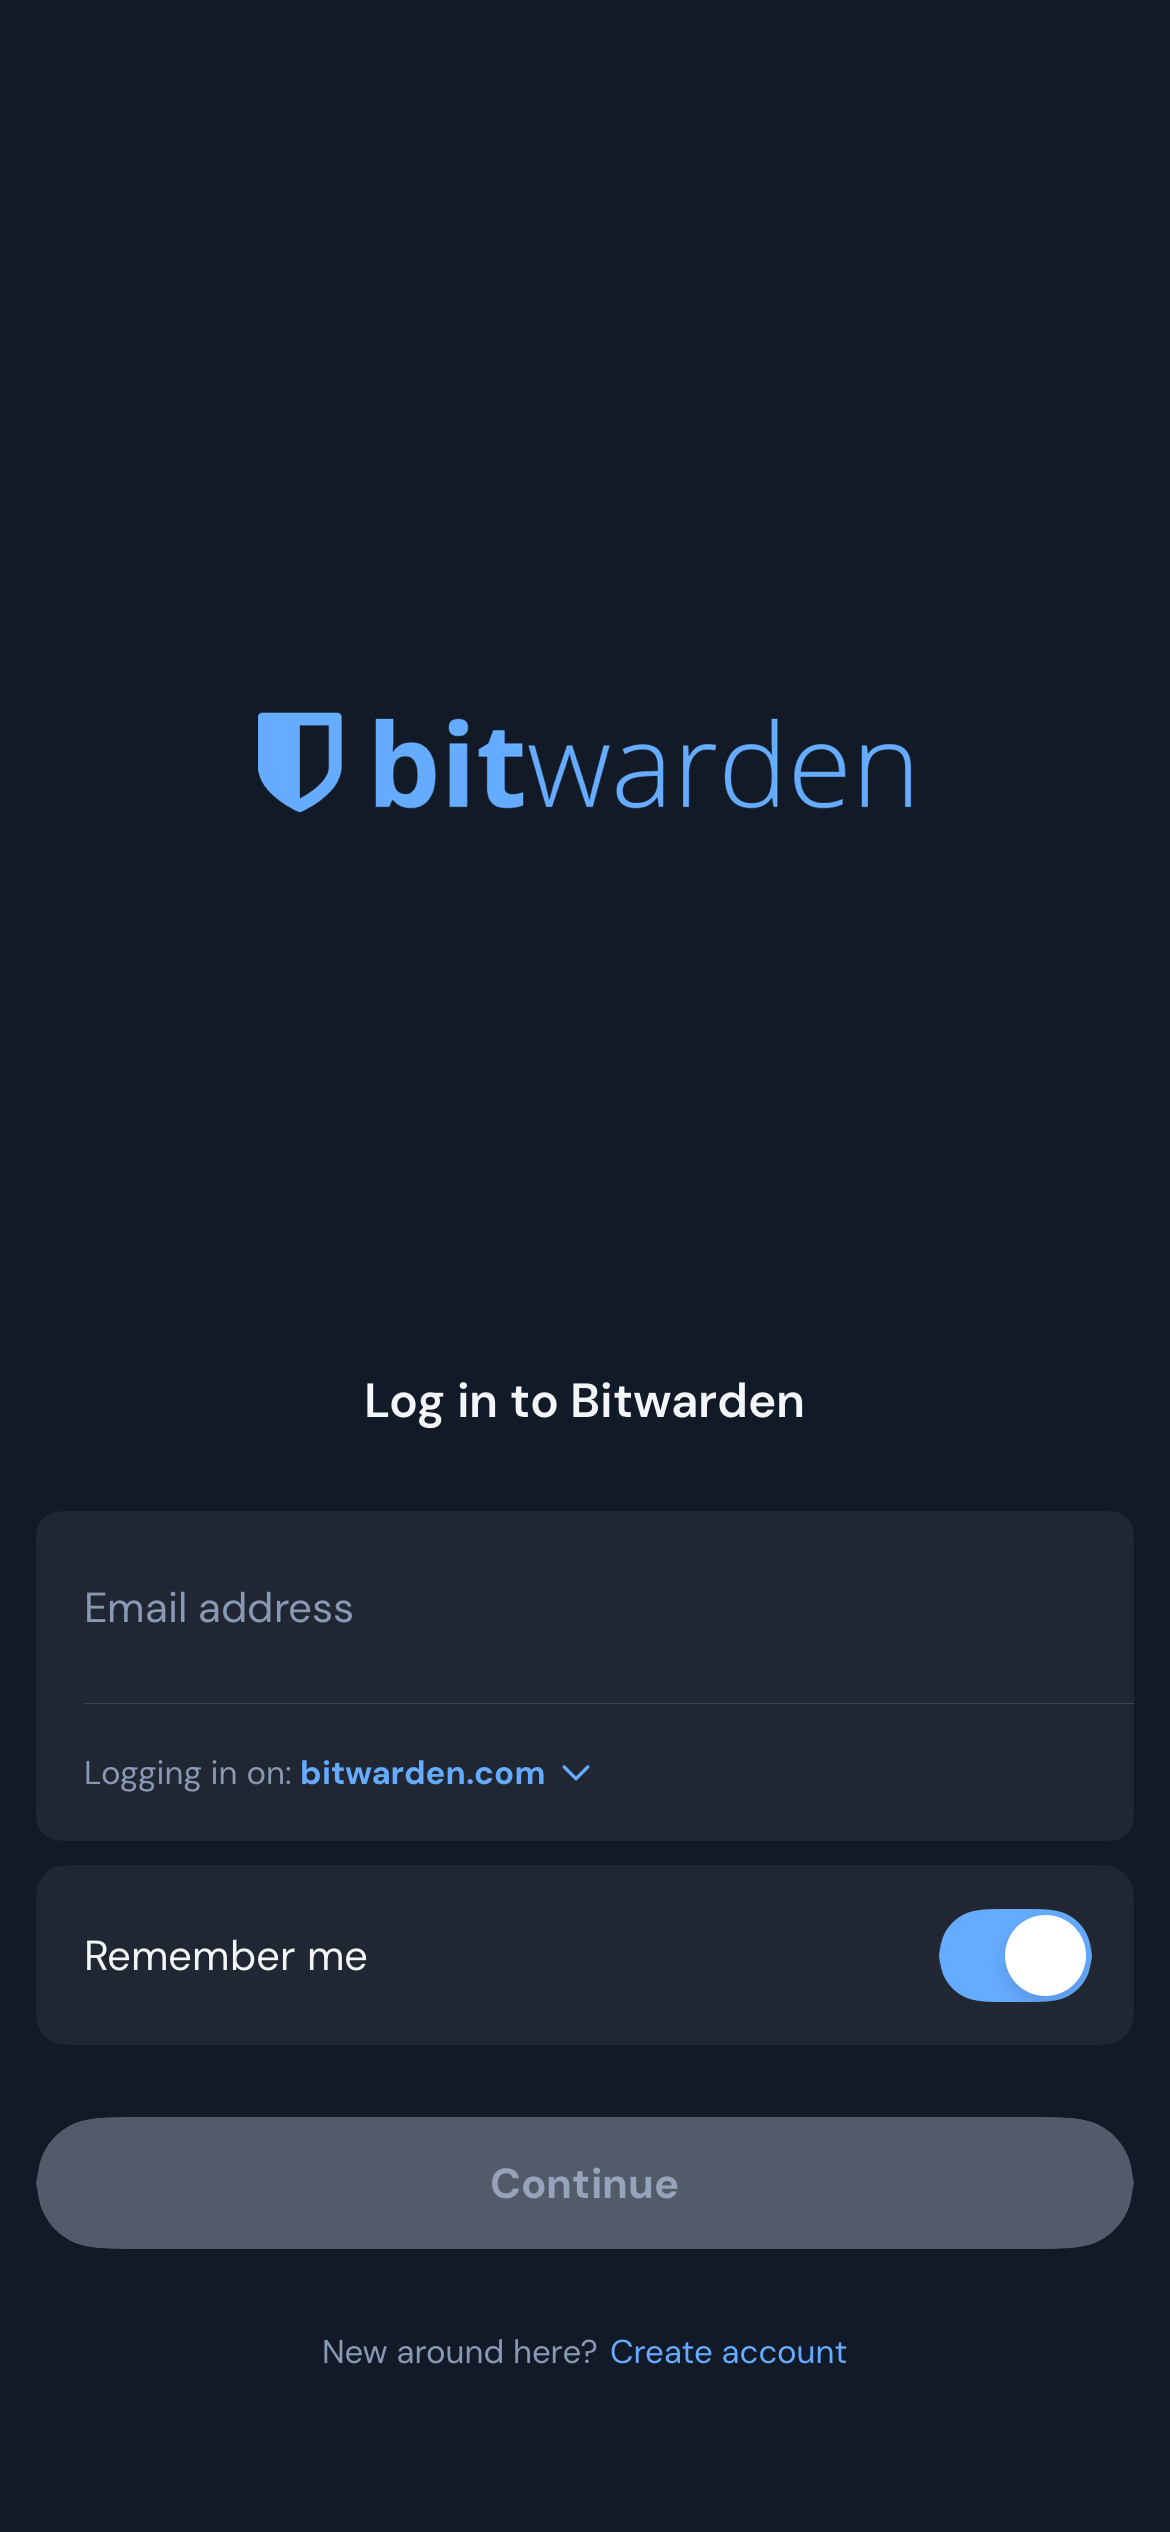 bitwarden
Log in to Bitwarden
Email address
Logging in on: bitwarden.com
Remember me
Continue
New around here? Create account